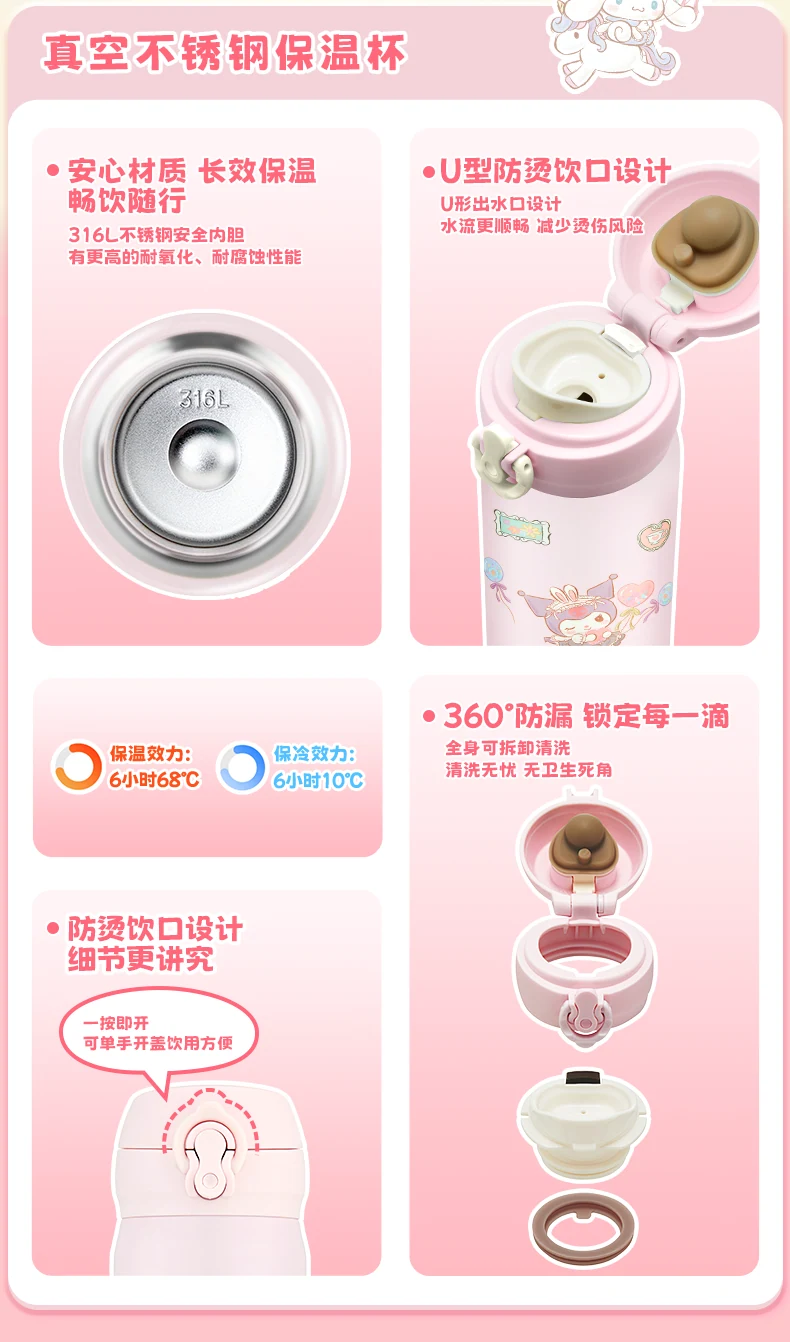 真空不锈钢保温杯
安心材质 长效保温
畅饮随行
316L不锈钢安全内胆
有更高的耐氧化、耐腐蚀性能
316L
U型防烫饮口设计
U形出水口设计
水流更顺畅 减少烫伤风险
保温效力：
6小时68℃
保冷效力：
6小时10℃
360°防漏 锁定每一滴
全身可拆卸清洗
清洗无忧 无卫生死角
防烫饮口设计
细节更讲究
一按即开
可单手开盖饮用方便